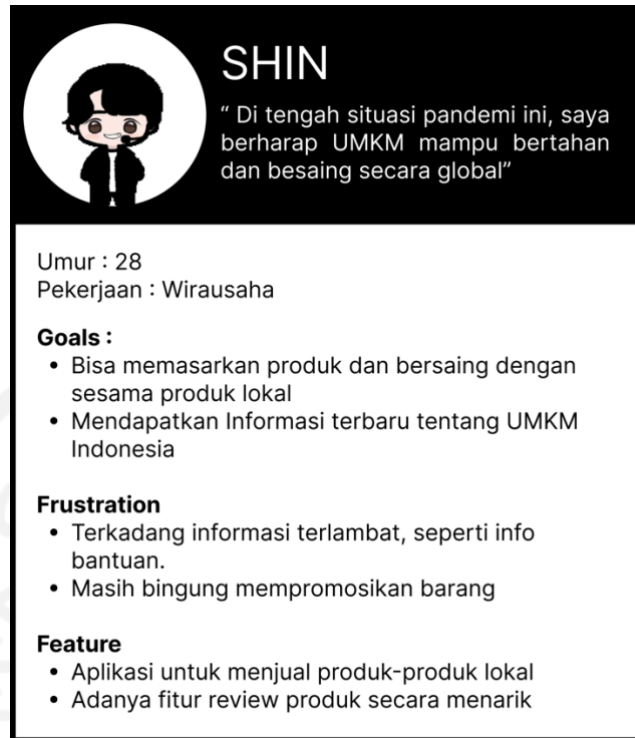 SHIN
“ Di tengah situasi pandemi ini, saya
berharap UMKM mampu bertahan
dan besaing secara global”
Umur : 28
Pekerjaan : Wirausaha
Goals :
• Bisa memasarkan produk dan bersaing dengan
sesama produk lokal
• Mendapatkan Informasi terbaru tentang UMKM
Indonesia
Frustration
• Terkadang informasi terlambat, seperti info
bantuan.
• Masih bingung mempromosikan barang
Feature
• Aplikasi untuk menjual produk-produk lokal
• Adanya fitur review produk secara menarik